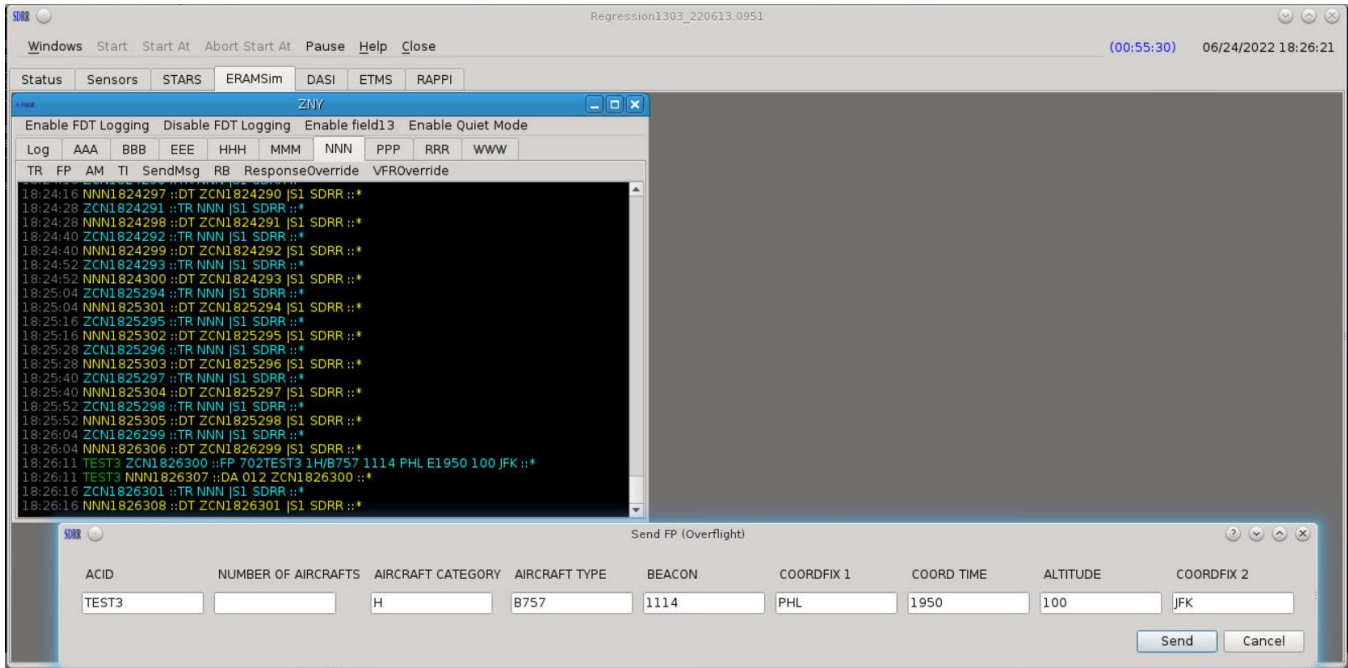 SDRR Regression1303_220613.0951
Windows Start Start At Abort Start At Pause Help Close (00:55:30) 06/24/2022 18:26:21
Status Sensors STARS ERAMSim DASI ETMS RAPPI
ZNY
Enable FDT Logging Disable FDT Logging Enable field13 Enable Quiet Mode
Log AAA BBB EEE HHH MMM NNN PPP RRR WWW
TR FP AM TI SendMsg RB ResponseOverride VFROverride
18:24:16 NNN1824297 ::DT ZCN1824290 |S1 SDRR ::*
18:24:28 ZCN1824291 ::TR NNN |S1 SDRR ::*
18:24:28 NNN1824298 ::DT ZCN1824291 |S1 SDRR ::*
18:24:40 ZCN1824292 ::TR NNN |S1 SDRR ::*
18:24:40 NNN1824299 ::DT ZCN1824292 |S1 SDRR ::*
18:24:52 ZCN1824293 ::TR NNN |S1 SDRR ::*
18:24:52 NNN1824300 ::DT ZCN1824293 |S1 SDRR ::*
18:25:04 ZCN1825294 ::TR NNN |S1 SDRR ::*
18:25:04 NNN1825301 ::DT ZCN1825294 |S1 SDRR ::*
18:25:16 ZCN1825295 ::TR NNN |S1 SDRR ::*
18:25:16 NNN1825302 ::DT ZCN1825295 |S1 SDRR ::*
18:25:28 ZCN1825296 ::TR NNN |S1 SDRR ::*
18:25:28 NNN1825303 ::DT ZCN1825296 |S1 SDRR ::*
18:25:40 ZCN1825297 ::TR NNN |S1 SDRR ::*
18:25:40 NNN1825304 ::DT ZCN1825297 |S1 SDRR ::*
18:25:52 ZCN1825298 ::TR NNN |S1 SDRR ::*
18:25:52 NNN1825305 ::DT ZCN1825298 |S1 SDRR ::*
18:26:04 ZCN1826299 ::TR NNN |S1 SDRR ::*
18:26:04 NNN1826306 ::DT ZCN1826299 |S1 SDRR ::*
18:26:11 TEST3 ZCN1826300 ::FP 702TEST3 1H/B757 1114 PHL E1950 100 JFK ::*
18:26:11 TEST3 NNN1826307 ::DA 012 ZCN1826300 ::*
18:26:16 ZCN1826301 ::TR NNN |S1 SDRR ::*
18:26:16 NNN1826308 ::DT ZCN1826301 |S1 SDRR ::*
SDRR Send FP (Overflight)
ACID NUMBER OF AIRCRAFTS AIRCRAFT CATEGORY AIRCRAFT TYPE BEACON COORDFIX 1 COORD TIME ALTITUDE COORDFIX 2
TEST3 H B757 1114 PHL 1950 100 JFK
Send Cancel